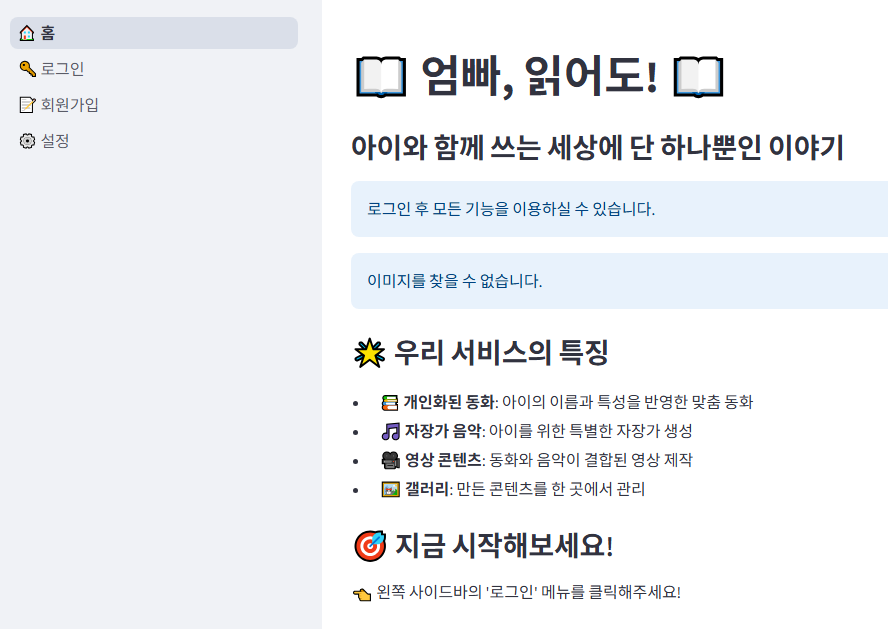 🏠 홈
🔑 로그인
📝 회원가입
⚙️ 설정
📖 엄빠, 읽어도! 📖
아이와 함께 쓰는 세상에 단 하나뿐인 이야기
로그인 후 모든 기능을 이용하실 수 있습니다.
이미지를 찾을 수 없습니다.
🌟 우리 서비스의 특징
• 📚 개인화된 동화: 아이의 이름과 특성을 반영한 맞춤 동화
• 🎵 자장가 음악: 아이를 위한 특별한 자장가 생성
• 🎥 영상 콘텐츠: 동화와 음악이 결합된 영상 제작
• 🖼️ 갤러리: 만든 콘텐츠를 한 곳에서 관리
🎯 지금 시작해보세요!
👈 왼쪽 사이드바의 '로그인' 메뉴를 클릭해주세요!